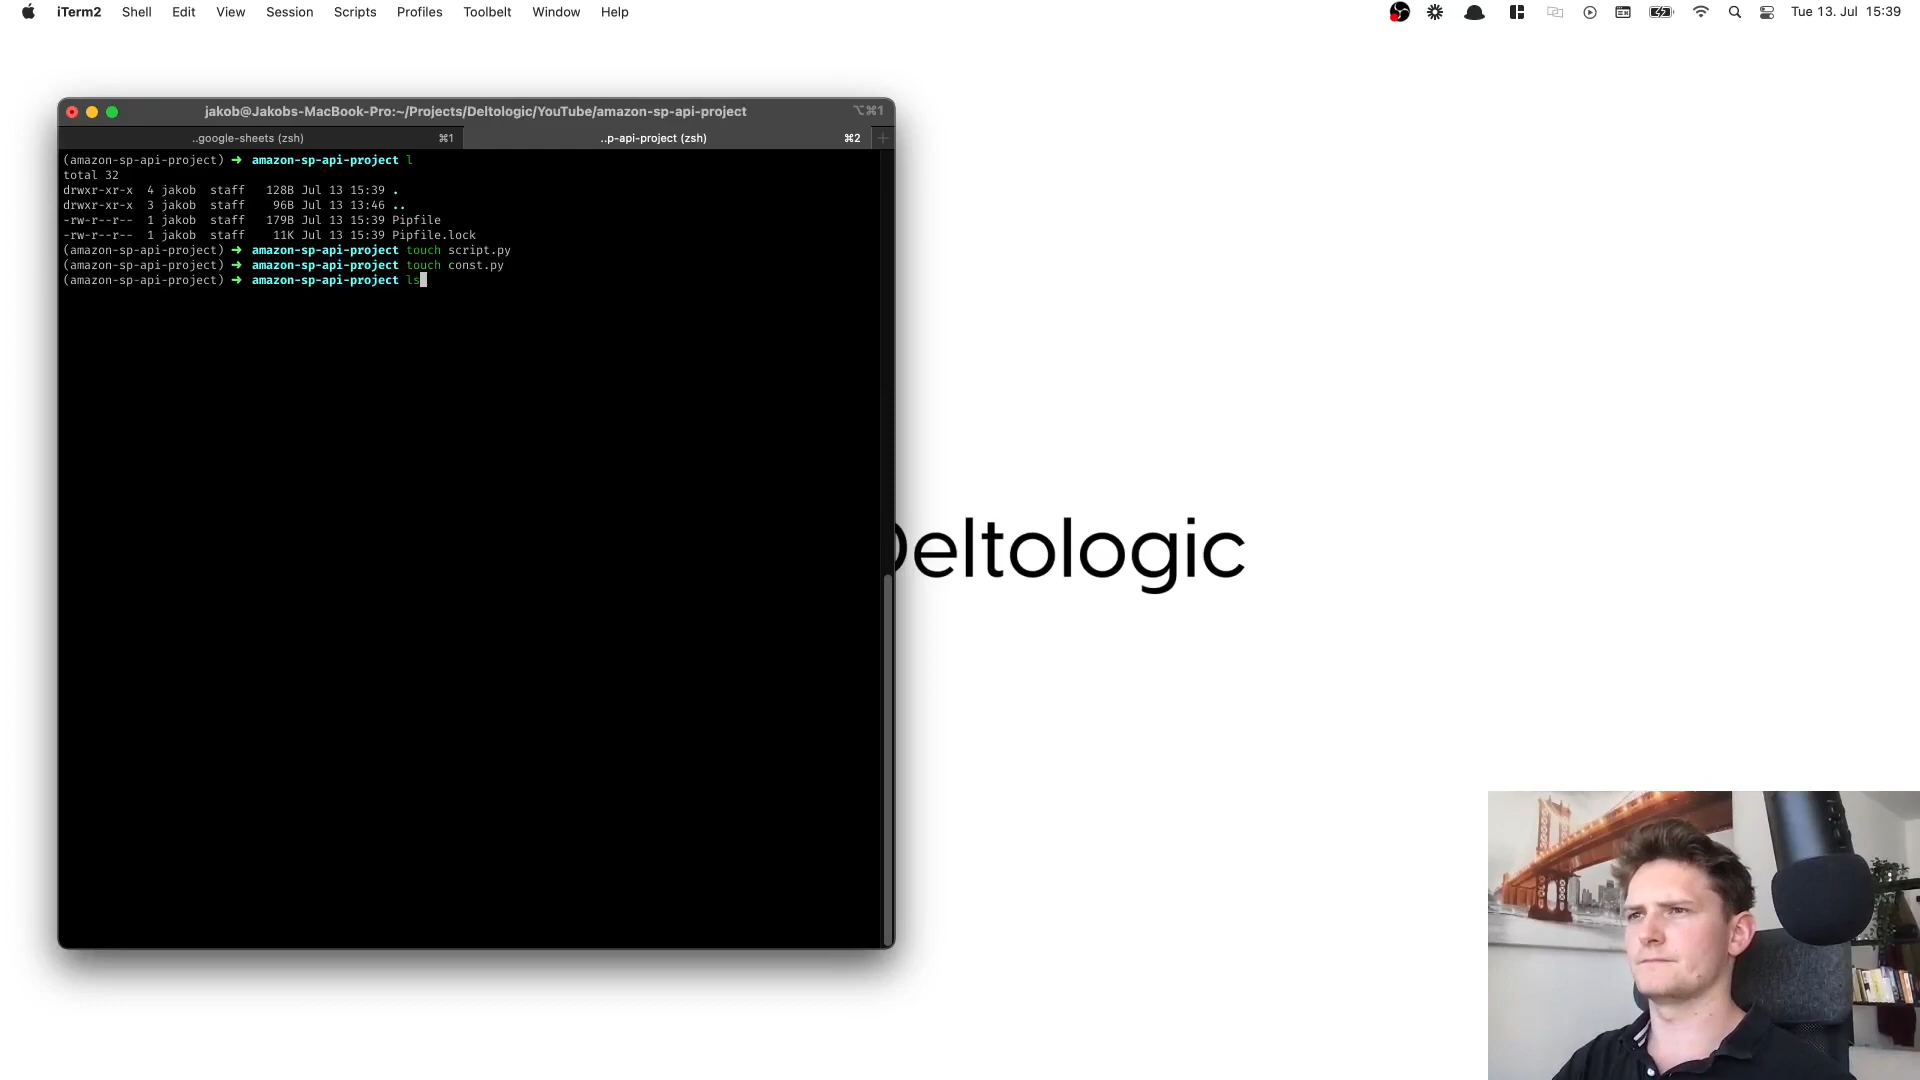 iTerm2 Shell Edit View Session Scripts Profiles Toolbelt Window Help Tue 13. Jul 15:39
jakob@Jakobs-MacBook-Pro:~/Projects/Deltologic/YouTube/amazon-sp-api-project ⌥⌘1
..google-sheets (zsh) ⌘1 ..p-api-project (zsh) ⌘2
(amazon-sp-api-project) ➜ amazon-sp-api-project l
total 32
drwxr-xr-x 4 jakob staff 128B Jul 13 15:39 .
drwxr-xr-x 3 jakob staff 96B Jul 13 13:46 ..
-rw-r--r-- 1 jakob staff 179B Jul 13 15:39 Pipfile
-rw-r--r-- 1 jakob staff 11K Jul 13 15:39 Pipfile.lock
(amazon-sp-api-project) ➜ amazon-sp-api-project touch script.py
(amazon-sp-api-project) ➜ amazon-sp-api-project touch const.py
(amazon-sp-api-project) ➜ amazon-sp-api-project ls
Deltologic